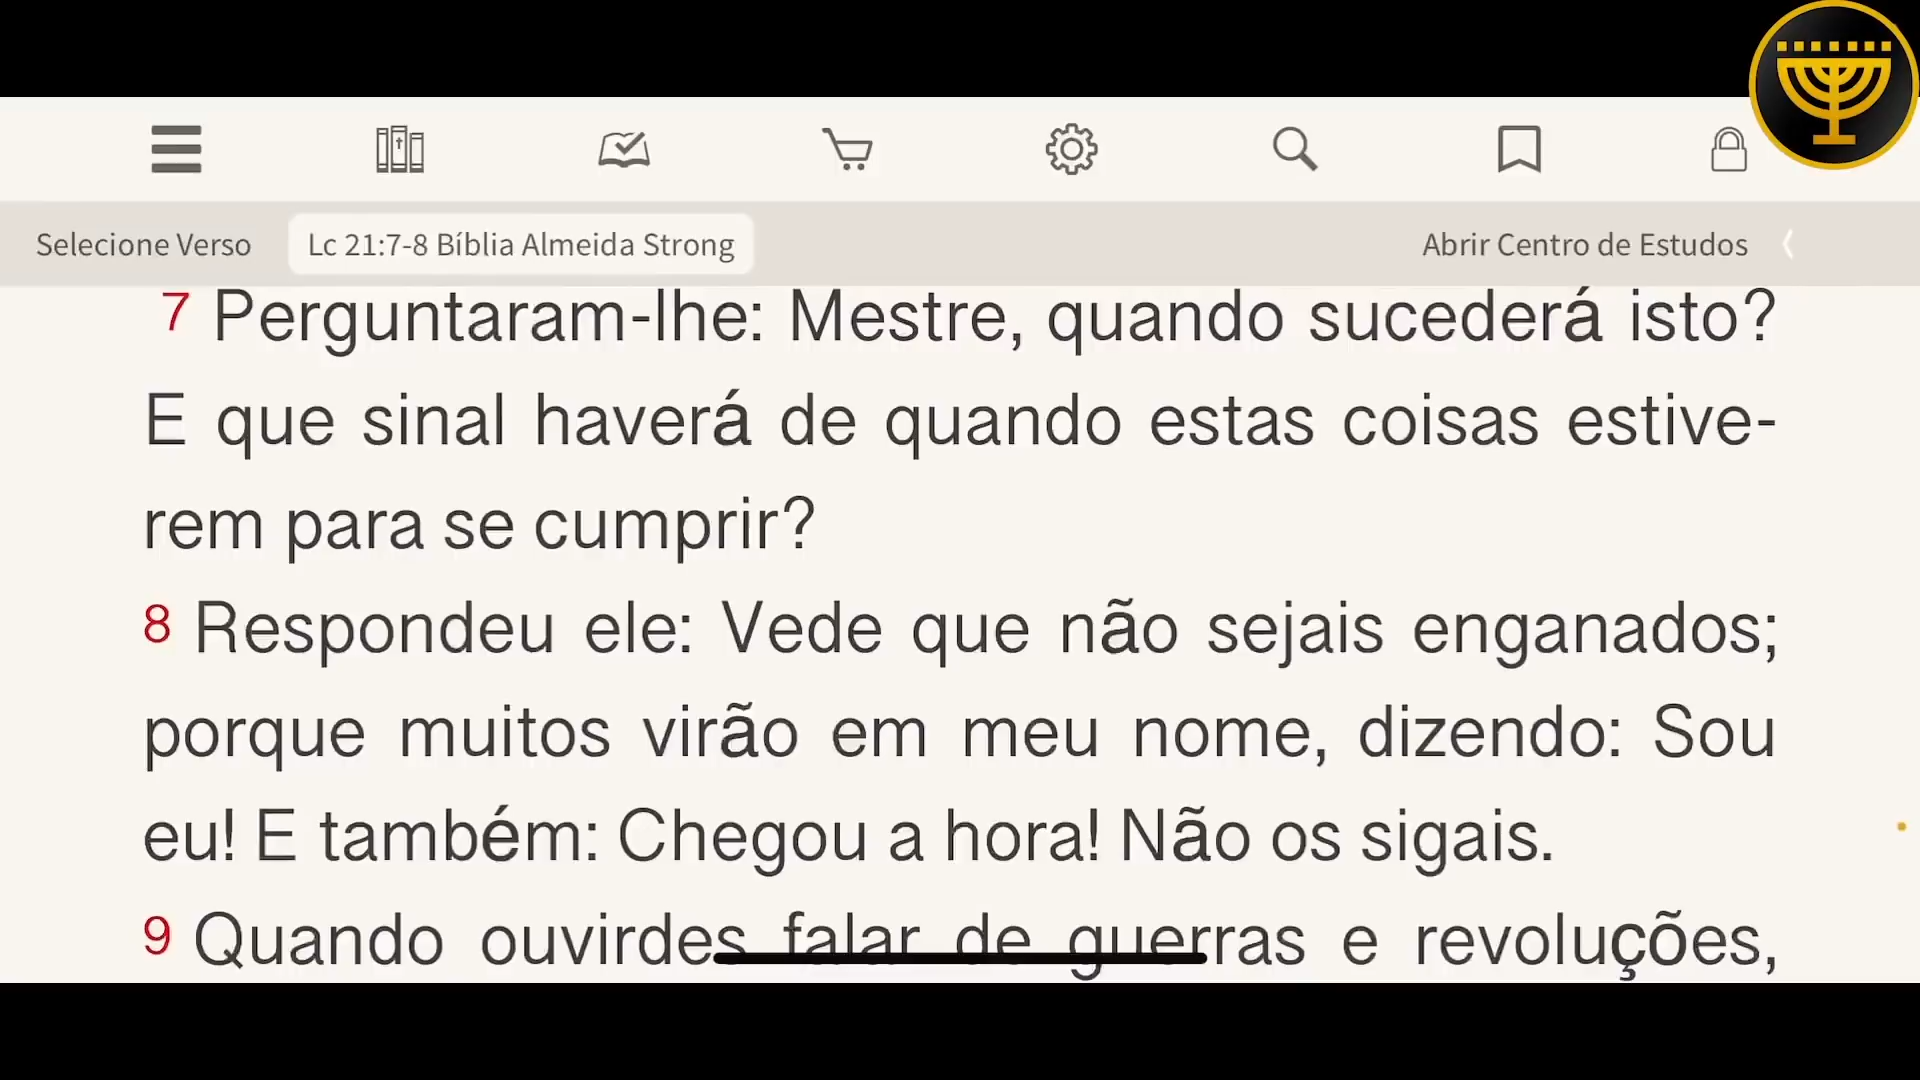 Selecione Verso Lc 21:7-8 Bíblia Almeida Strong Abrir Centro de Estudos
7 Perguntaram-lhe: Mestre, quando sucederá isto?
E que sinal haverá de quando estas coisas estive-
rem para se cumprir?
8 Respondeu ele: Vede que não sejais enganados;
porque muitos virão em meu nome, dizendo: Sou
eu! E também: Chegou a hora! Não os sigais.
9 Quando ouvirdes falar de guerras e revoluções,